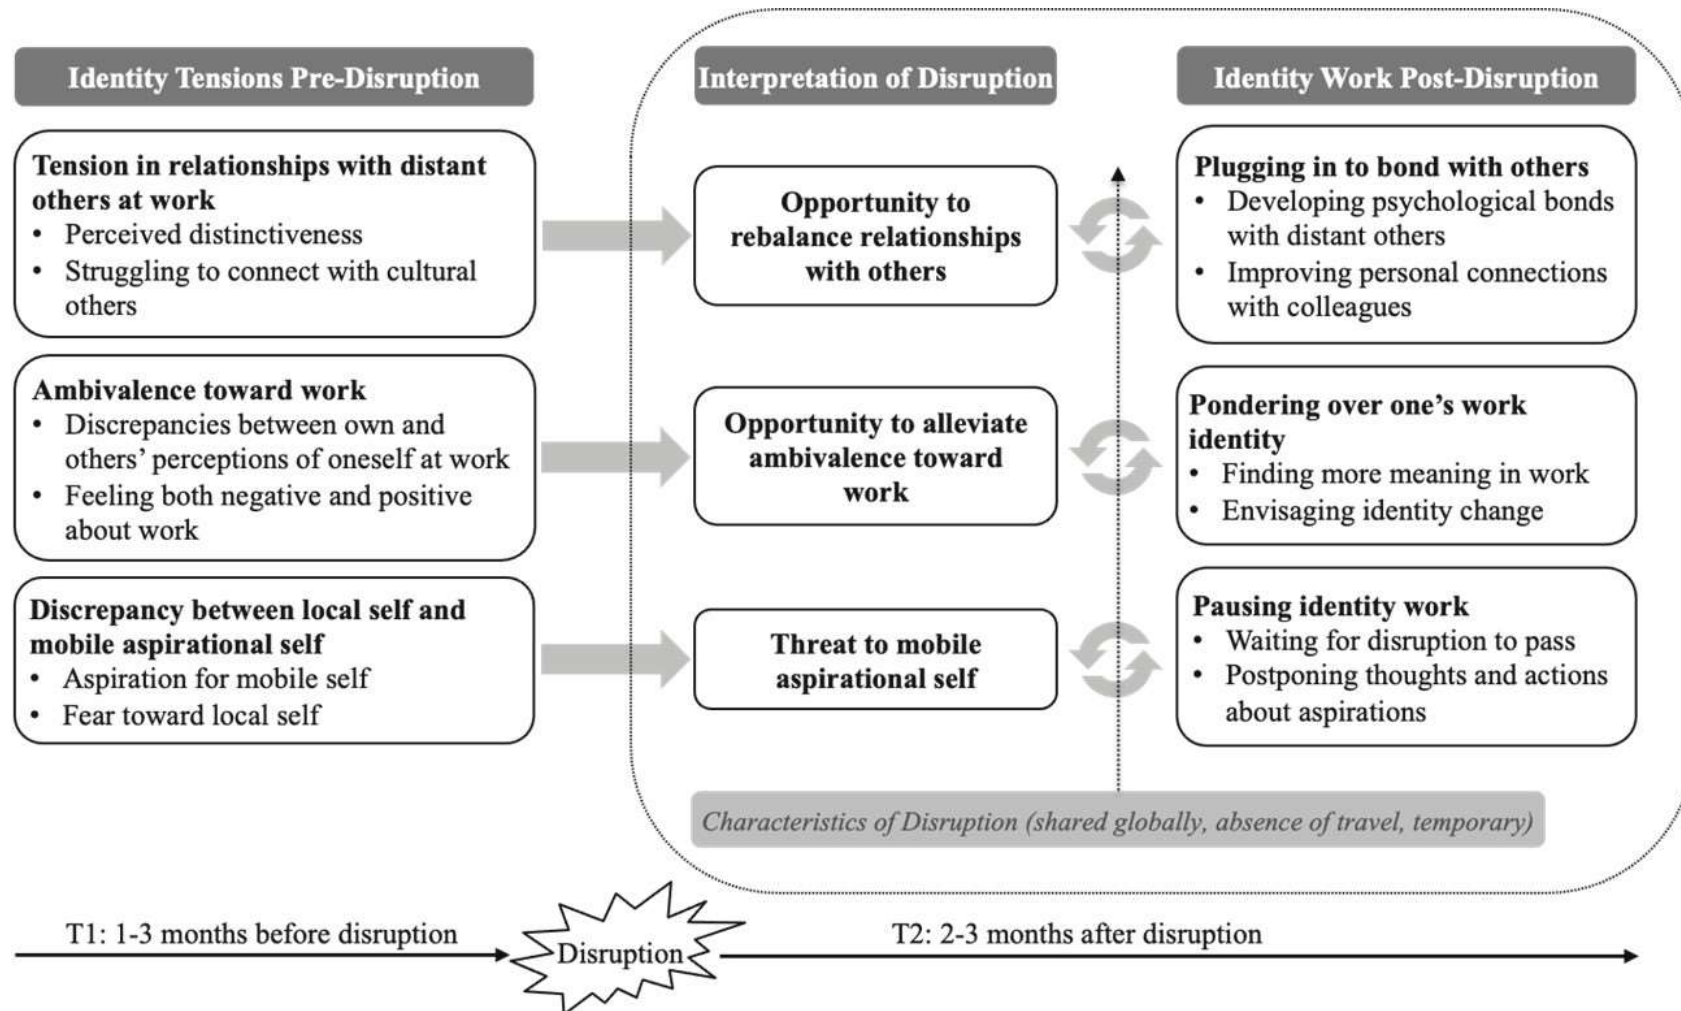 Identity Tensions Pre-Disruption
Interpretation of Disruption
Identity Work Post-Disruption
Tension in relationships with distant
others at work
• Perceived distinctiveness
• Struggling to connect with cultural
others
Opportunity to
rebalance relationships
with others
Plugging in to bond with others
• Developing psychological bonds
with distant others
• Improving personal connections
with colleagues
Ambivalence toward work
• Discrepancies between own and
others’ perceptions of oneself at work
• Feeling both negative and positive
about work
Opportunity to alleviate
ambivalence toward
work
Pondering over one’s work
identity
• Finding more meaning in work
• Envisaging identity change
Discrepancy between local self and
mobile aspirational self
• Aspiration for mobile self
• Fear toward local self
Threat to mobile
aspirational self
Pausing identity work
• Waiting for disruption to pass
• Postponing thoughts and actions
about aspirations
Characteristics of Disruption (shared globally, absence of travel, temporary)
T1: 1-3 months before disruption
Disruption
T2: 2-3 months after disruption